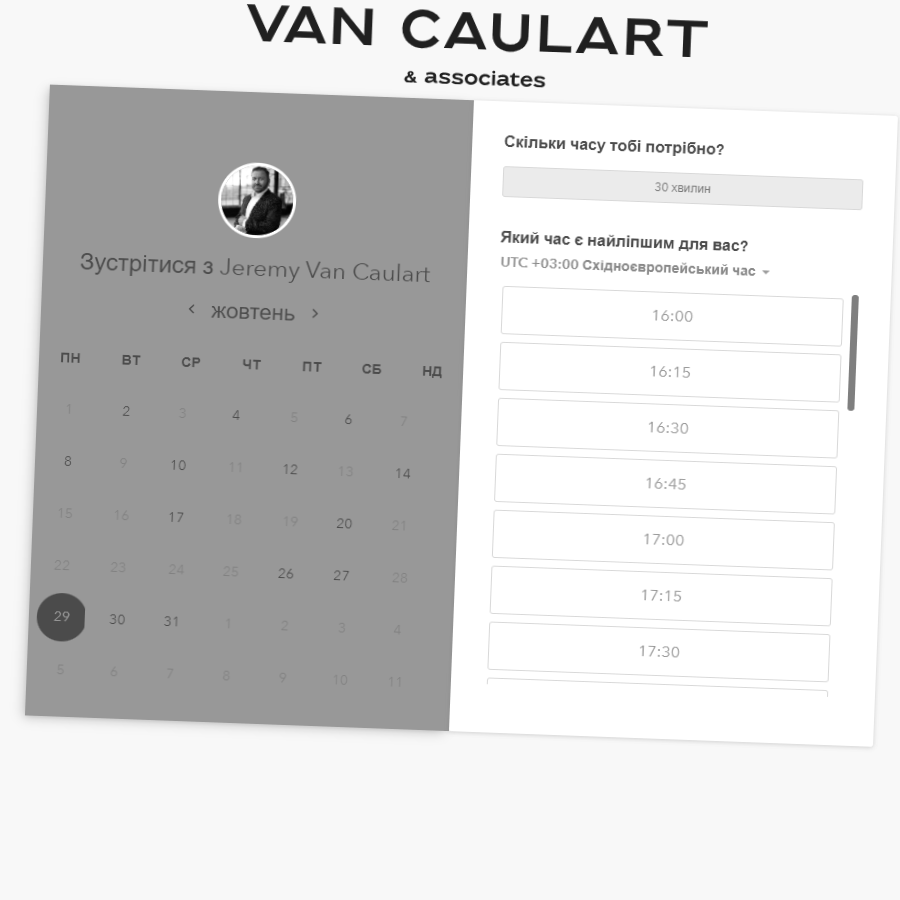 VAN CAULART
& associates
Зустрітися з Jeremy Van Caulart
жовтень
ПН ВТ СР ЧТ ПТ СБ НД
1 2 3 4 5 6 7
8 9 10 11 12 13 14
15 16 17 18 19 20 21
22 23 24 25 26 27 28
29 30 31 1 2 3 4
5 6 7 8 9 10 11
Скільки часу тобі потрібно?
30 хвилин
Який час є найліпшим для вас?
UTC +03:00 Східноєвропейський час
16:00
16:15
16:30
16:45
17:00
17:15
17:30